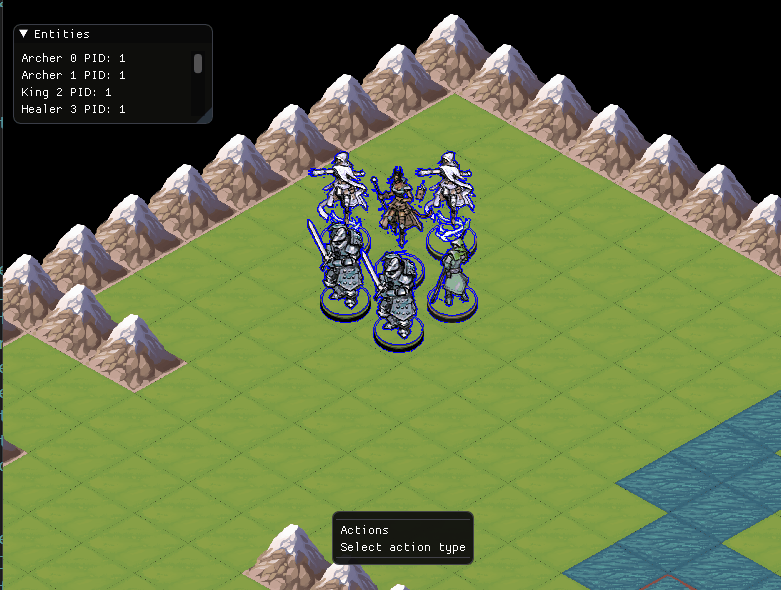 Entities
Archer 0 PID: 1
Archer 1 PID: 1
King 2 PID: 1
Healer 3 PID: 1
Actions
Select action type